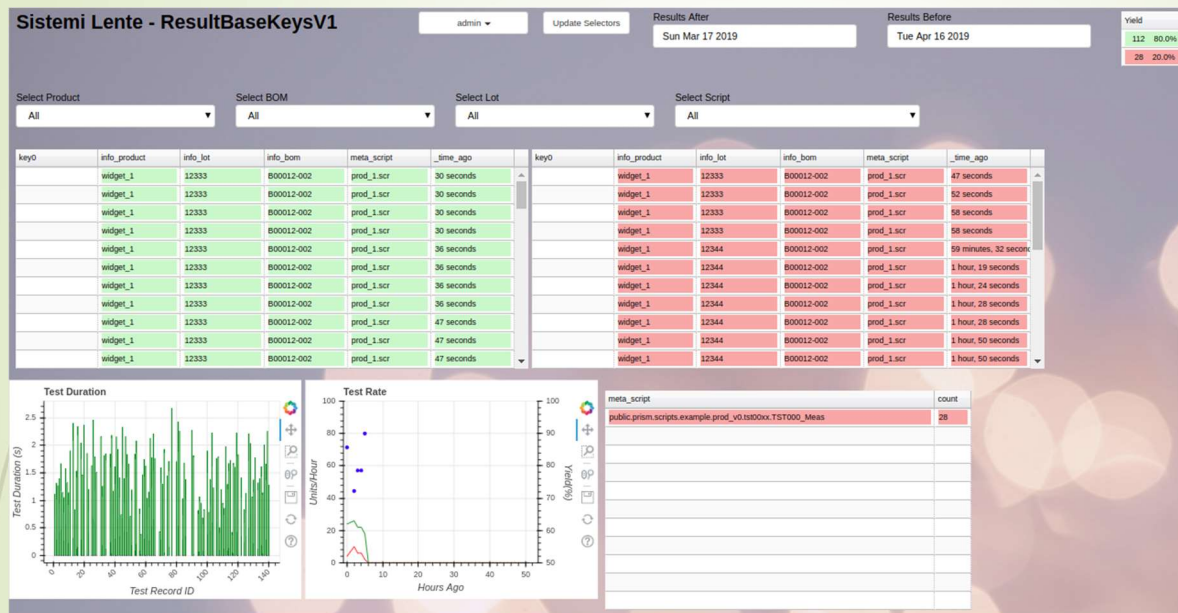 Sistemi Lente - ResultBaseKeysV1
admin
Update Selectors
Results After
Sun Mar 17 2019
Results Before
Tue Apr 16 2019
Yield
112 80.0%
28 20.0%
Select Product
All
Select BOM
All
Select Lot
All
Select Script
All
key0 info_product info_lot info_bom meta_script _time_ago
widget_1 12333 B00012-002 prod_1.scr 30 seconds
widget_1 12333 B00012-002 prod_1.scr 30 seconds
widget_1 12333 B00012-002 prod_1.scr 30 seconds
widget_1 12333 B00012-002 prod_1.scr 30 seconds
widget_1 12333 B00012-002 prod_1.scr 36 seconds
widget_1 12333 B00012-002 prod_1.scr 36 seconds
widget_1 12333 B00012-002 prod_1.scr 36 seconds
widget_1 12333 B00012-002 prod_1.scr 36 seconds
widget_1 12333 B00012-002 prod_1.scr 47 seconds
widget_1 12333 B00012-002 prod_1.scr 47 seconds
widget_1 12333 B00012-002 prod_1.scr 47 seconds
key0 info_product info_lot info_bom meta_script _time_ago
widget_1 12333 B00012-002 prod_1.scr 47 seconds
widget_1 12333 B00012-002 prod_1.scr 52 seconds
widget_1 12333 B00012-002 prod_1.scr 58 seconds
widget_1 12333 B00012-002 prod_1.scr 58 seconds
widget_1 12344 B00012-002 prod_1.scr 59 minutes, 32 second
widget_1 12344 B00012-002 prod_1.scr 1 hour, 19 seconds
widget_1 12344 B00012-002 prod_1.scr 1 hour, 24 seconds
widget_1 12344 B00012-002 prod_1.scr 1 hour, 28 seconds
widget_1 12344 B00012-002 prod_1.scr 1 hour, 28 seconds
widget_1 12344 B00012-002 prod_1.scr 1 hour, 50 seconds
widget_1 12344 B00012-002 prod_1.scr 1 hour, 50 seconds
Test Duration
Test Duration (s)
2.5
2
1.5
1
0.5
0
0 20 40 60 80 100 120 140
Test Record ID
Test Rate
Units/Hour
100
80
60
40
20
0
0 10 20 30 40 50
Hours Ago
100
90
80
70
60
50
Yield(%)
meta_script count
public.prism.scripts.example.prod_v0.tst00xx.TST000_Meas 28